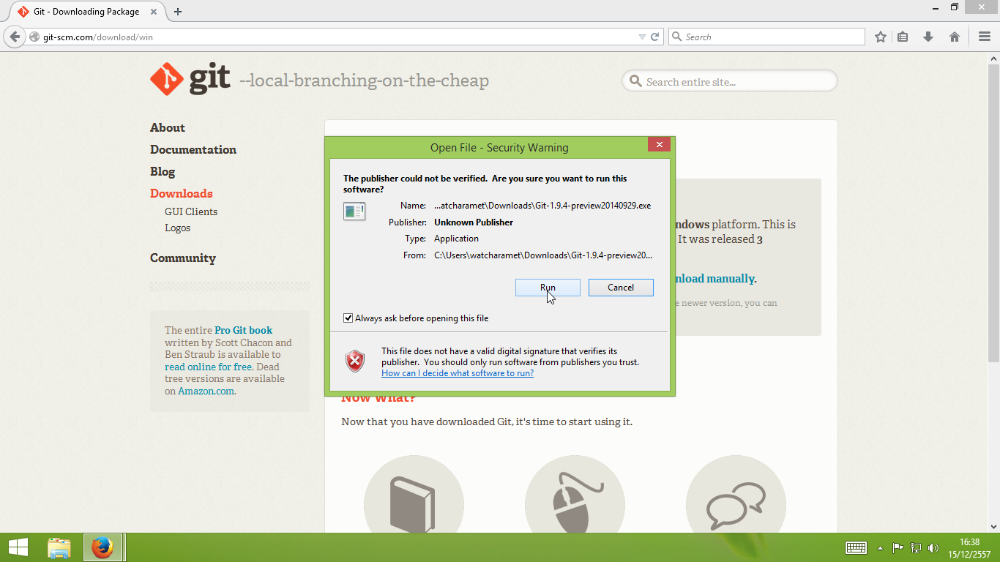 Git - Downloading Package
git-scm.com/download/win
Search
git --local-branching-on-the-cheap
Search entire site...
About
Documentation
Blog
Downloads
GUI Clients
Logos
Community
The entire Pro Git book
written by Scott Chacon and
Ben Straub is available to
read online for free. Dead
tree versions are available
on Amazon.com.
Open File - Security Warning
The publisher could not be verified. Are you sure you want to run this
software?
Name: ...atcharamet\Downloads\Git-1.9.4-preview20140929.exe
Publisher: Unknown Publisher
Type: Application
From: C:\Users\watcharamet\Downloads\Git-1.9.4-preview20...
Run
Cancel
Always ask before opening this file
This file does not have a valid digital signature that verifies its
publisher. You should only run software from publishers you trust.
How can I decide what software to run?
ndows platform. This is
It was released 3
nload manually.
e newer version, you can
Now What?
Now that you have downloaded Git, it's time to start using it.
16:38
15/12/2557